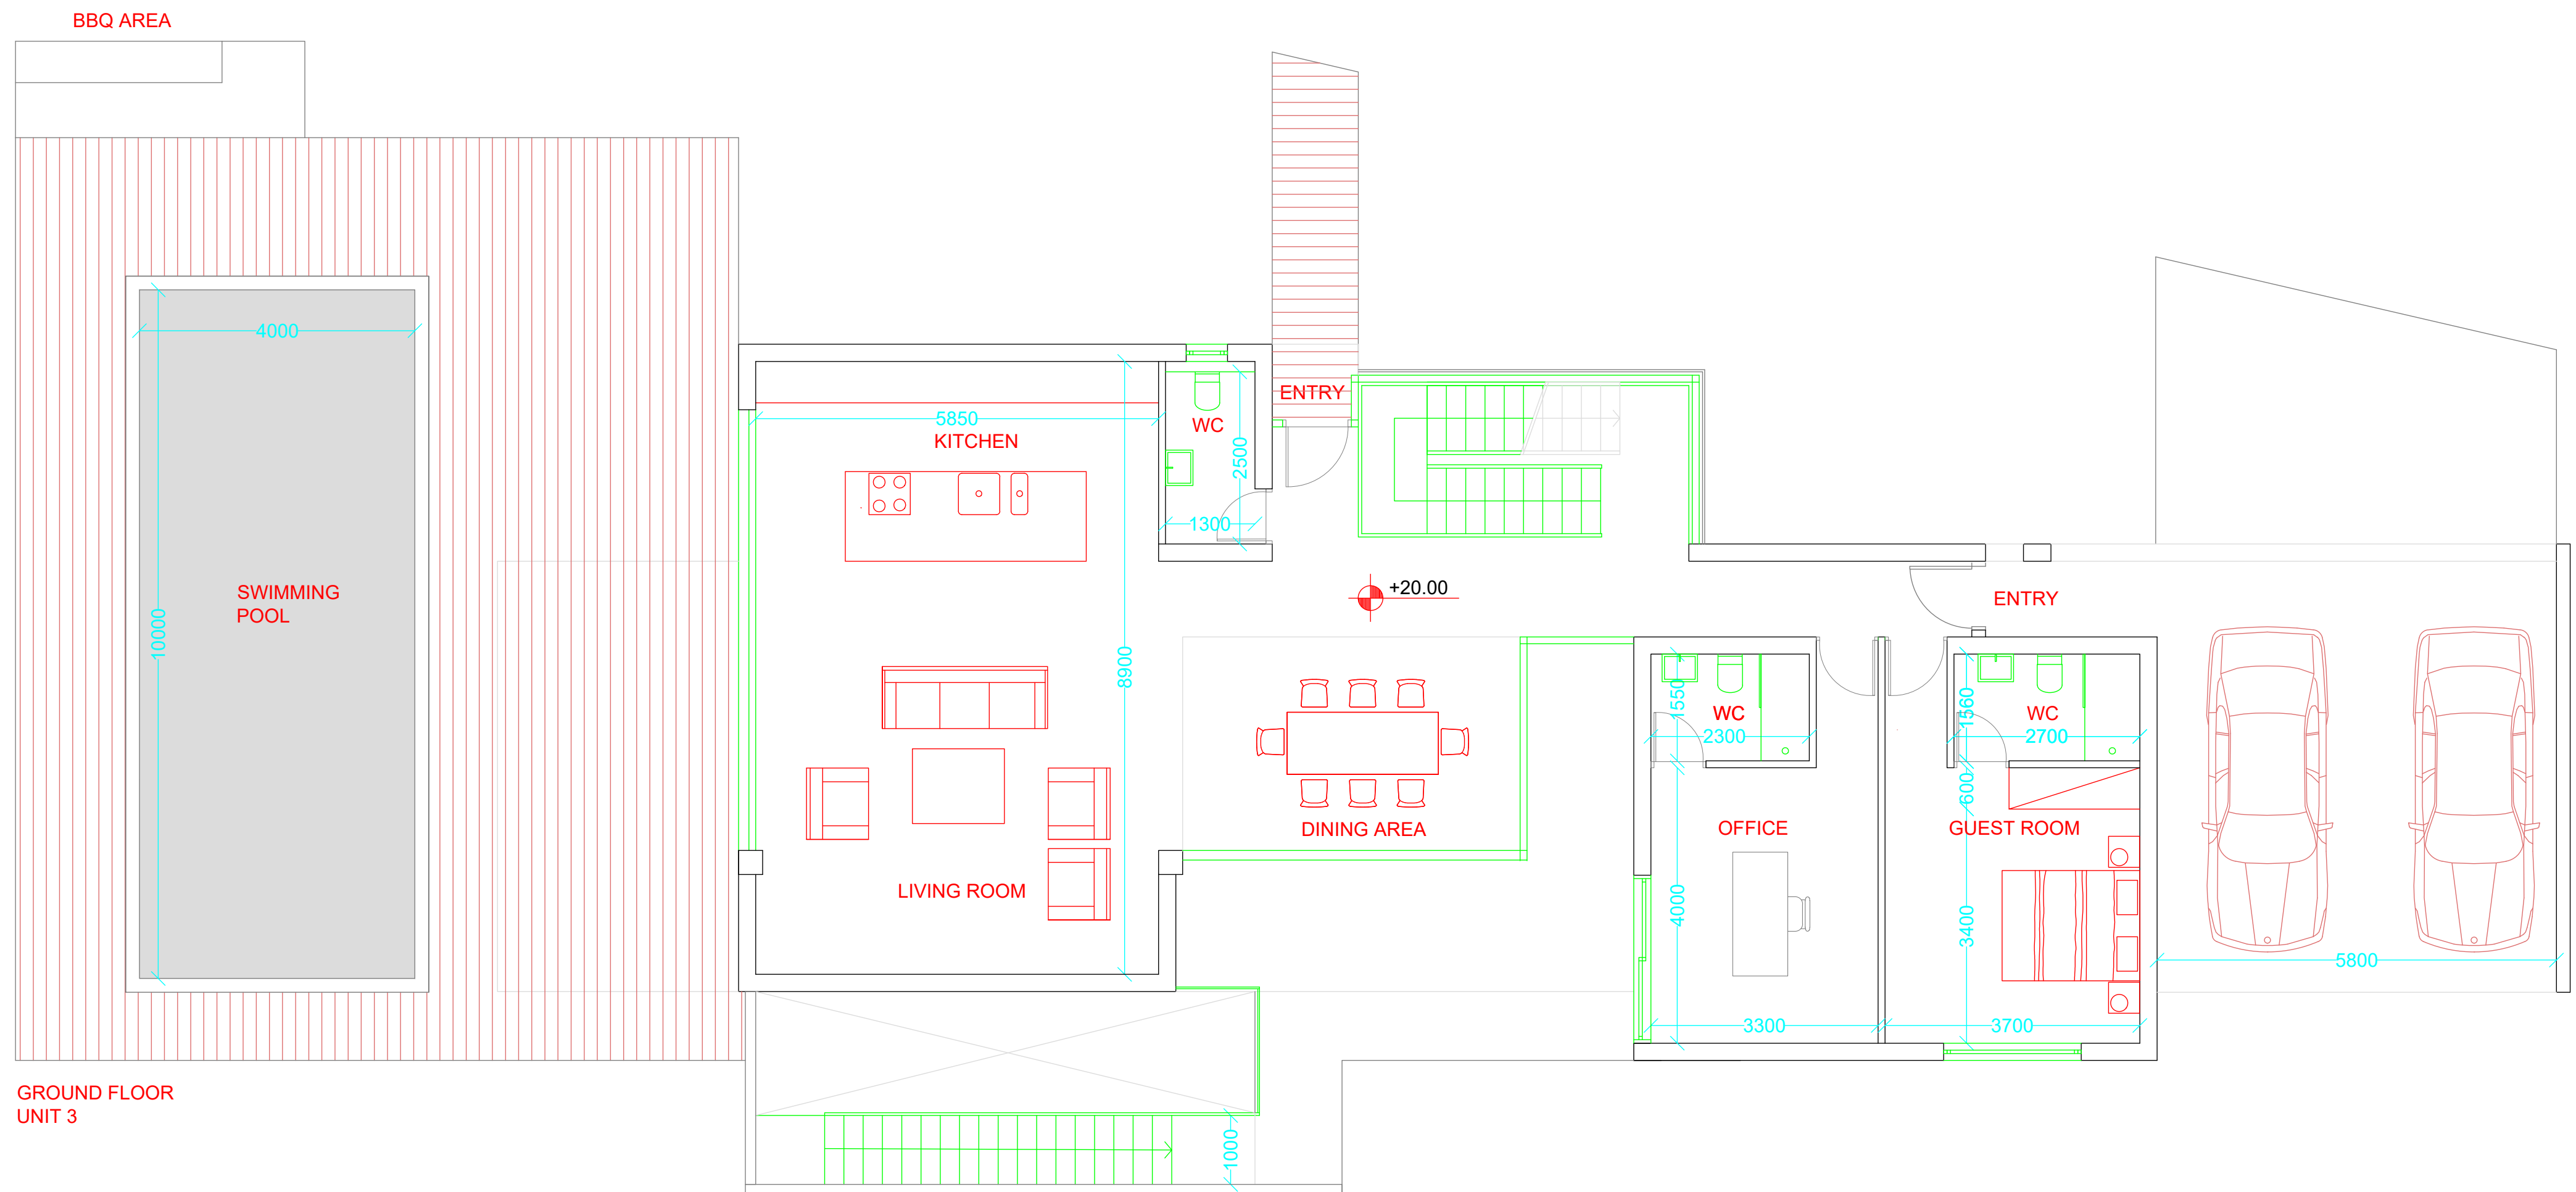 BBQ AREA
4000
10000
SWIMMING
POOL
5850
KITCHEN
8900
LIVING ROOM
WC
2500
1300
ENTRY
+20.00
DINING AREA
ENTRY
1550
WC
2300
OFFICE
4000
3300
1560
WC
2700
600
GUEST ROOM
3400
3700
5800
1000
GROUND FLOOR
UNIT 3